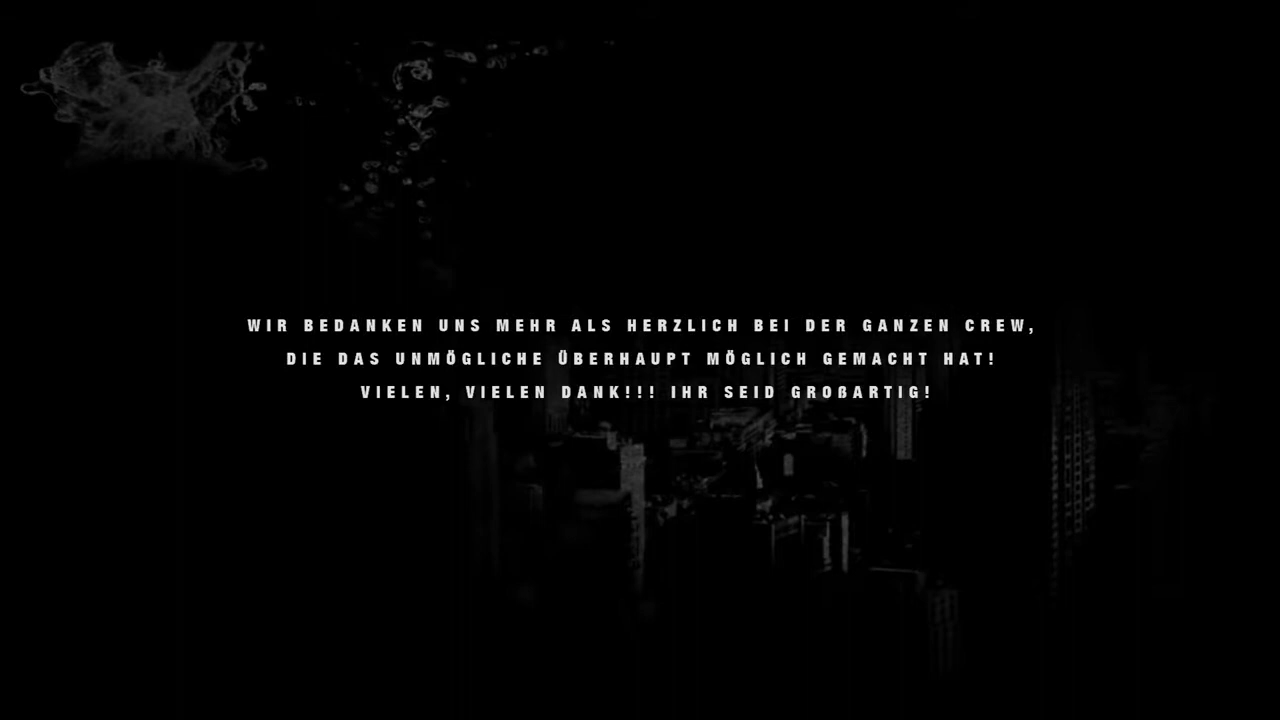 WIR BEDANKEN UNS MEHR ALS HERZLICH BEI DER GANZEN CREW,
DIE DAS UNMÖGLICHE ÜBERHAUPT MÖGLICH GEMACHT HAT!
VIELEN, VIELEN DANK!!! IHR SEID GROßARTIG!